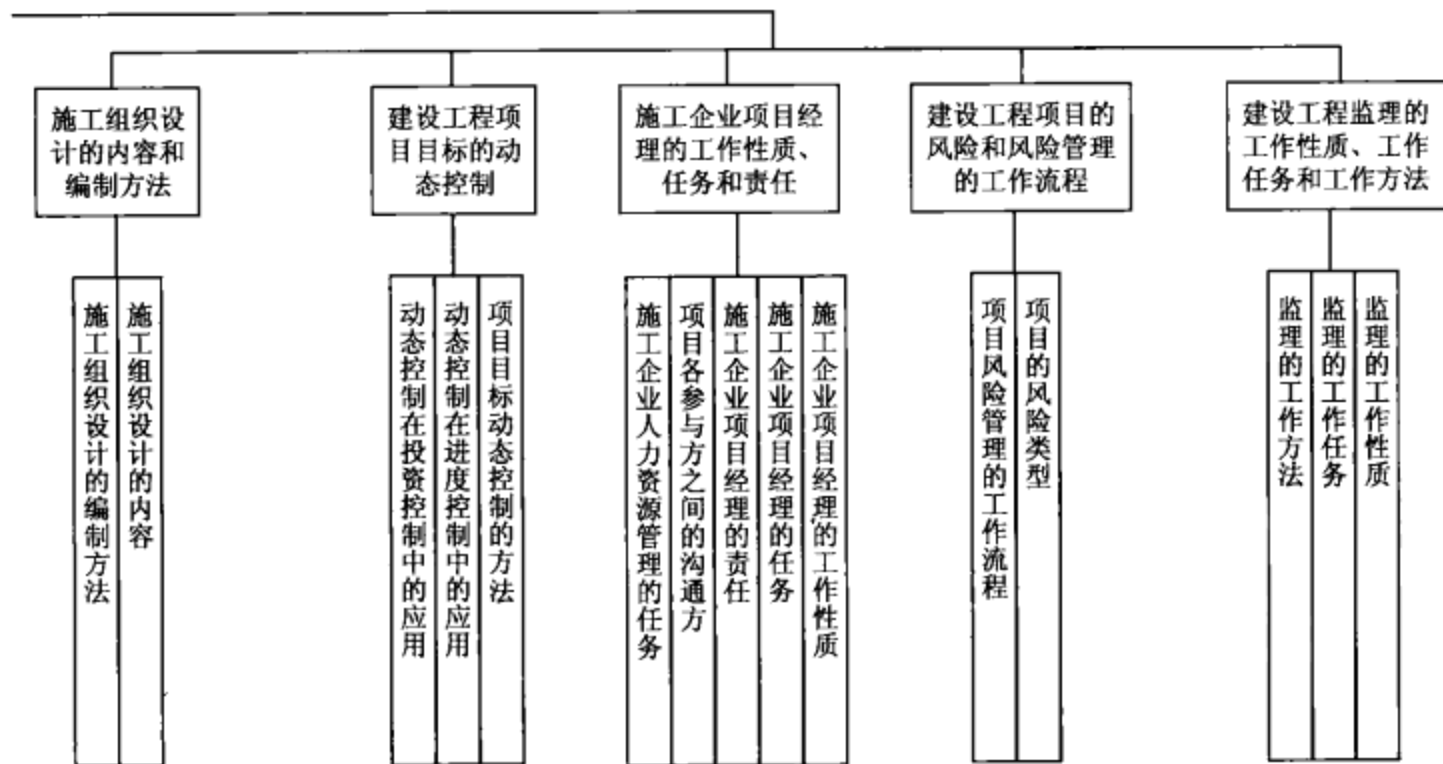 施工组织设
计的内容和
编制方法
建设工程项
目目标的动
态控制
施工企业项目经
理的工作性质、
任务和责任
建设工程项目的
风险和风险管理
的工作流程
建设工程监理的
工作性质、工作
任务和工作方法
施工组织设计的编制方法
施工组织设计的内容
动态控制在投资控制中的应用
动态控制在进度控制中的应用
项目目标动态控制的方法
施工企业人力资源管理的任务
项目各参与方之间的沟通方
施工企业项目经理的责任
施工企业项目经理的任务
施工企业项目经理的工作性质
项目风险管理的工作流程
项目的风险类型
监理的工作方法
监理的工作任务
监理的工作性质